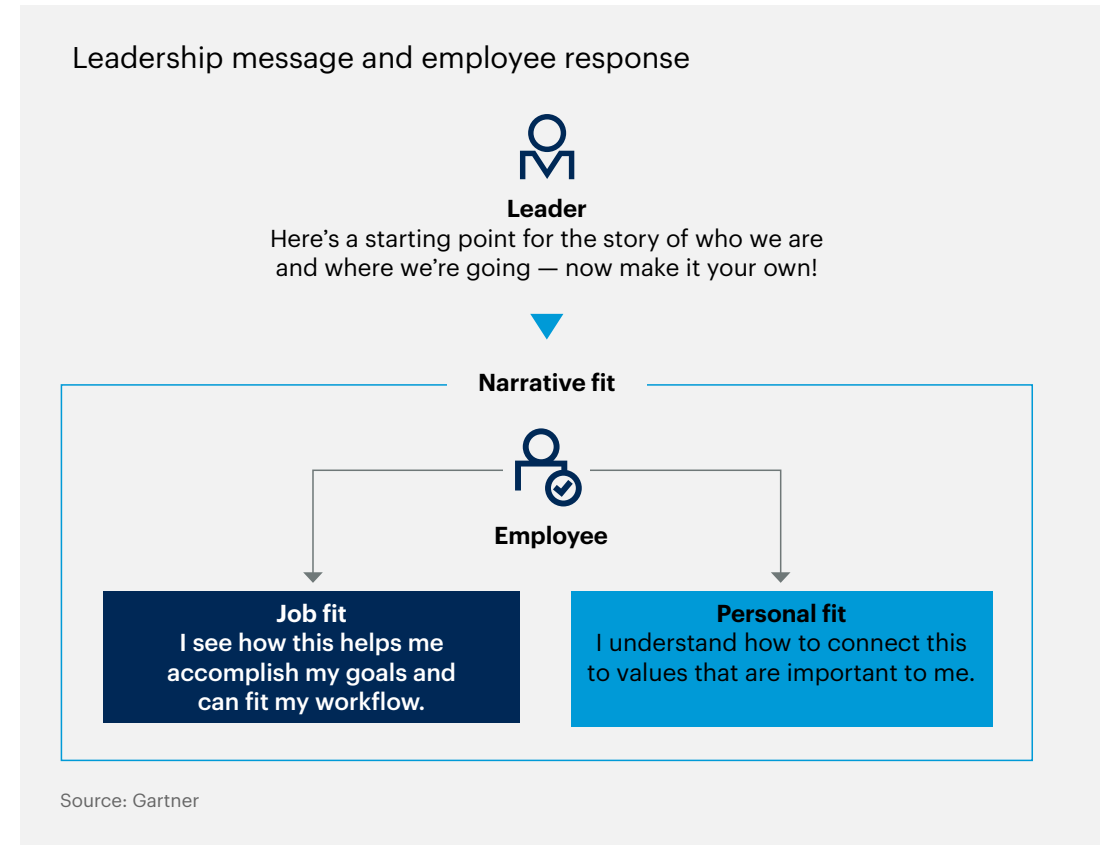 Leadership message and employee response
Leader
Here’s a starting point for the story of who we are
and where we’re going — now make it your own!
Narrative fit
Employee
Job fit
I see how this helps me
accomplish my goals and
can fit my workflow.
Personal fit
I understand how to connect this
to values that are important to me.
Source: Gartner